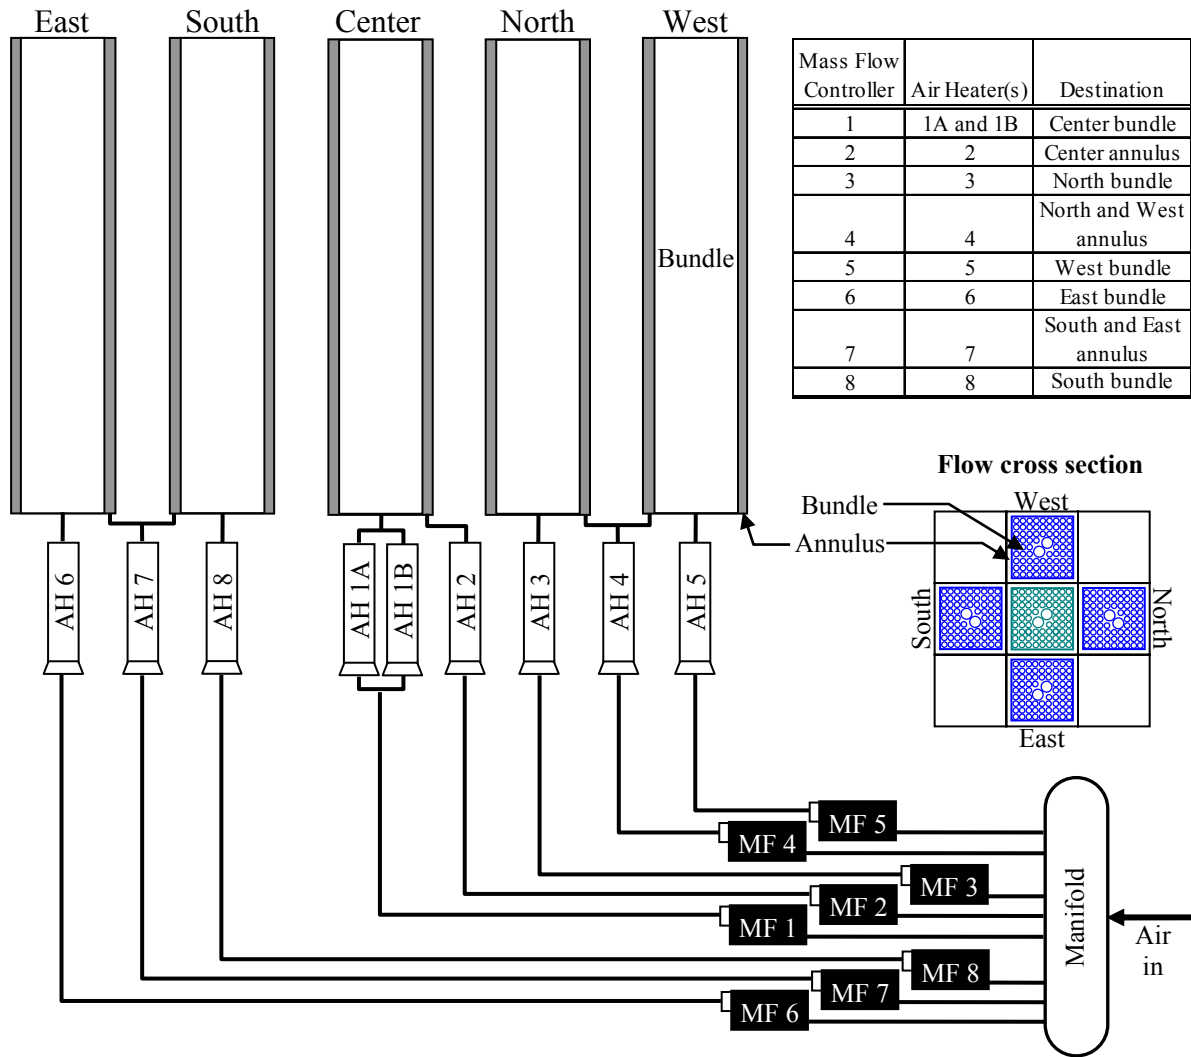 East
South
Center
North
West
Mass Flow
Controller
Air Heater(s)
Destination
1
1A and 1B
Center bundle
2
2
Center annulus
3
3
North bundle
4
4
North and West
annulus
5
5
West bundle
6
6
East bundle
7
7
South and East
annulus
8
8
South bundle
Bundle
Flow cross section
Bundle
West
Annulus
South
North
East
AH 6
AH 7
AH 8
AH 1A
AH 1B
AH 2
AH 3
AH 4
AH 5
MF 5
MF 4
MF 3
MF 2
MF 1
MF 8
MF 7
MF 6
Manifold
Air
in